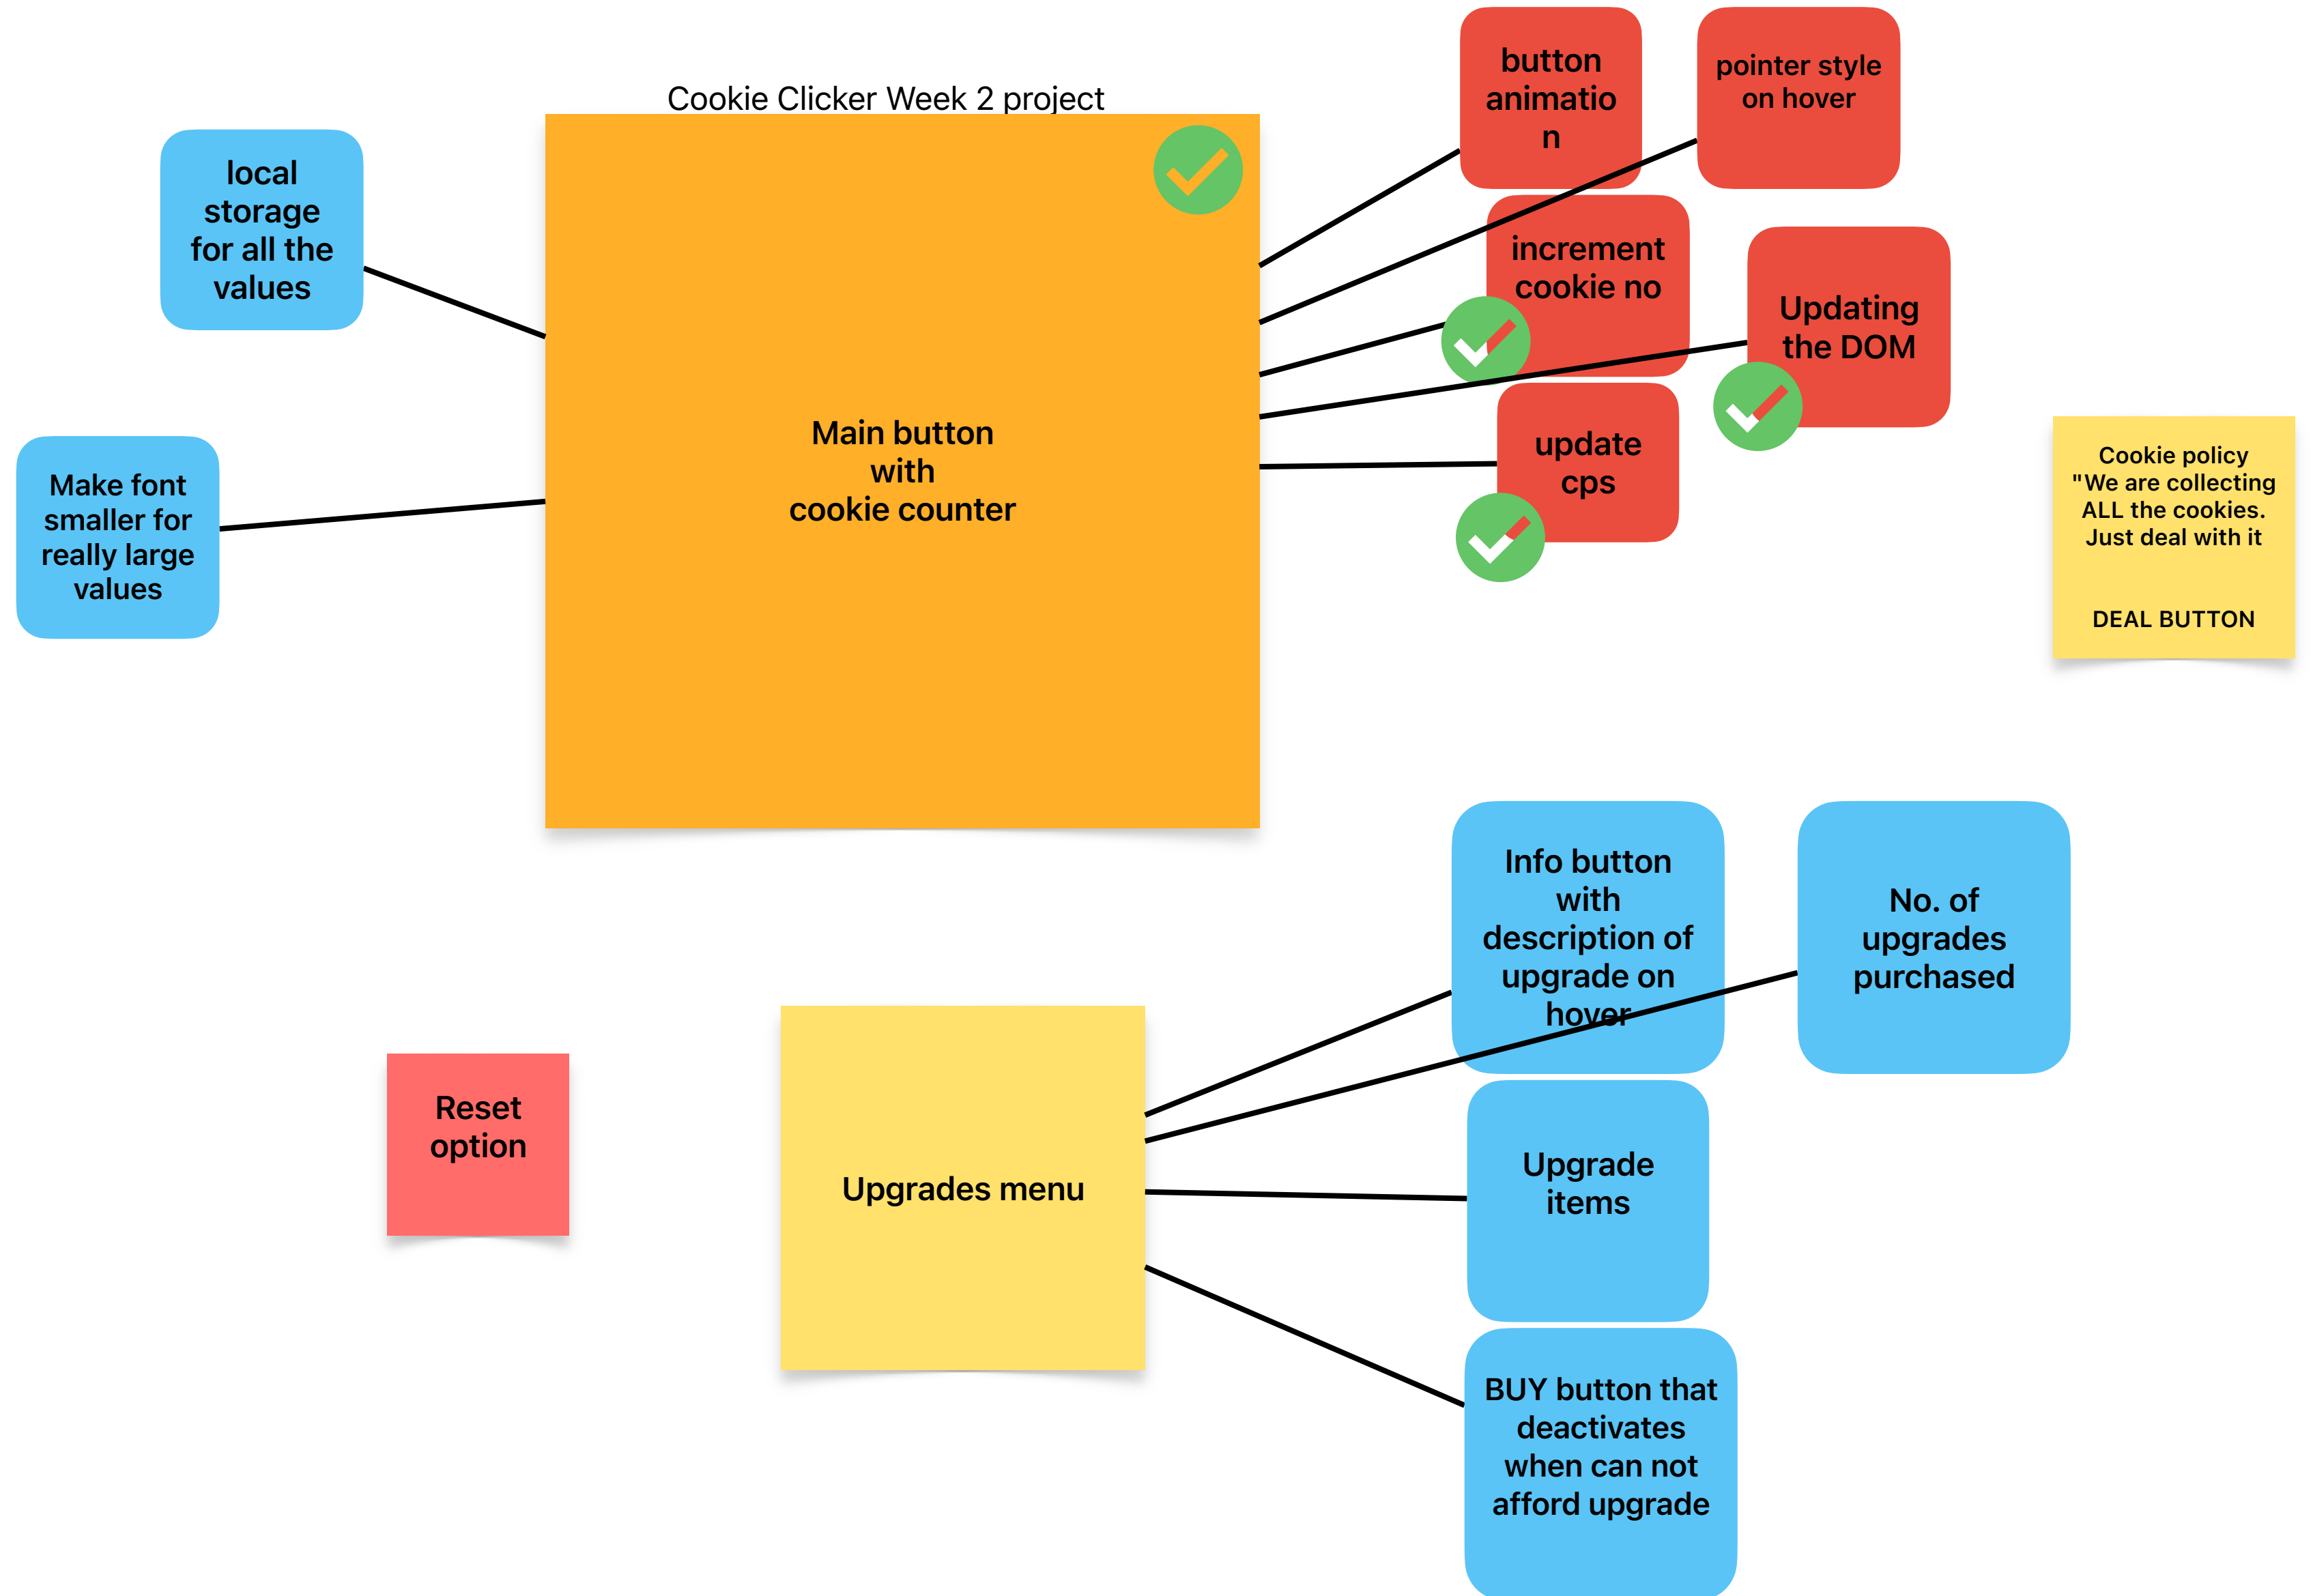 Cookie Clicker Week 2 project
local
storage
for all the
values
Make font
smaller for
really large
values
Main button
with
cookie counter
button
animatio
n
pointer style
on hover
increment
cookie no
Updating
the DOM
update
cps
Cookie policy
"We are collecting
ALL the cookies.
Just deal with it
DEAL BUTTON
Info button
with
description of
upgrade on
hover
No. of
upgrades
purchased
Reset
option
Upgrades menu
Upgrade
items
BUY button that
deactivates
when can not
afford upgrade